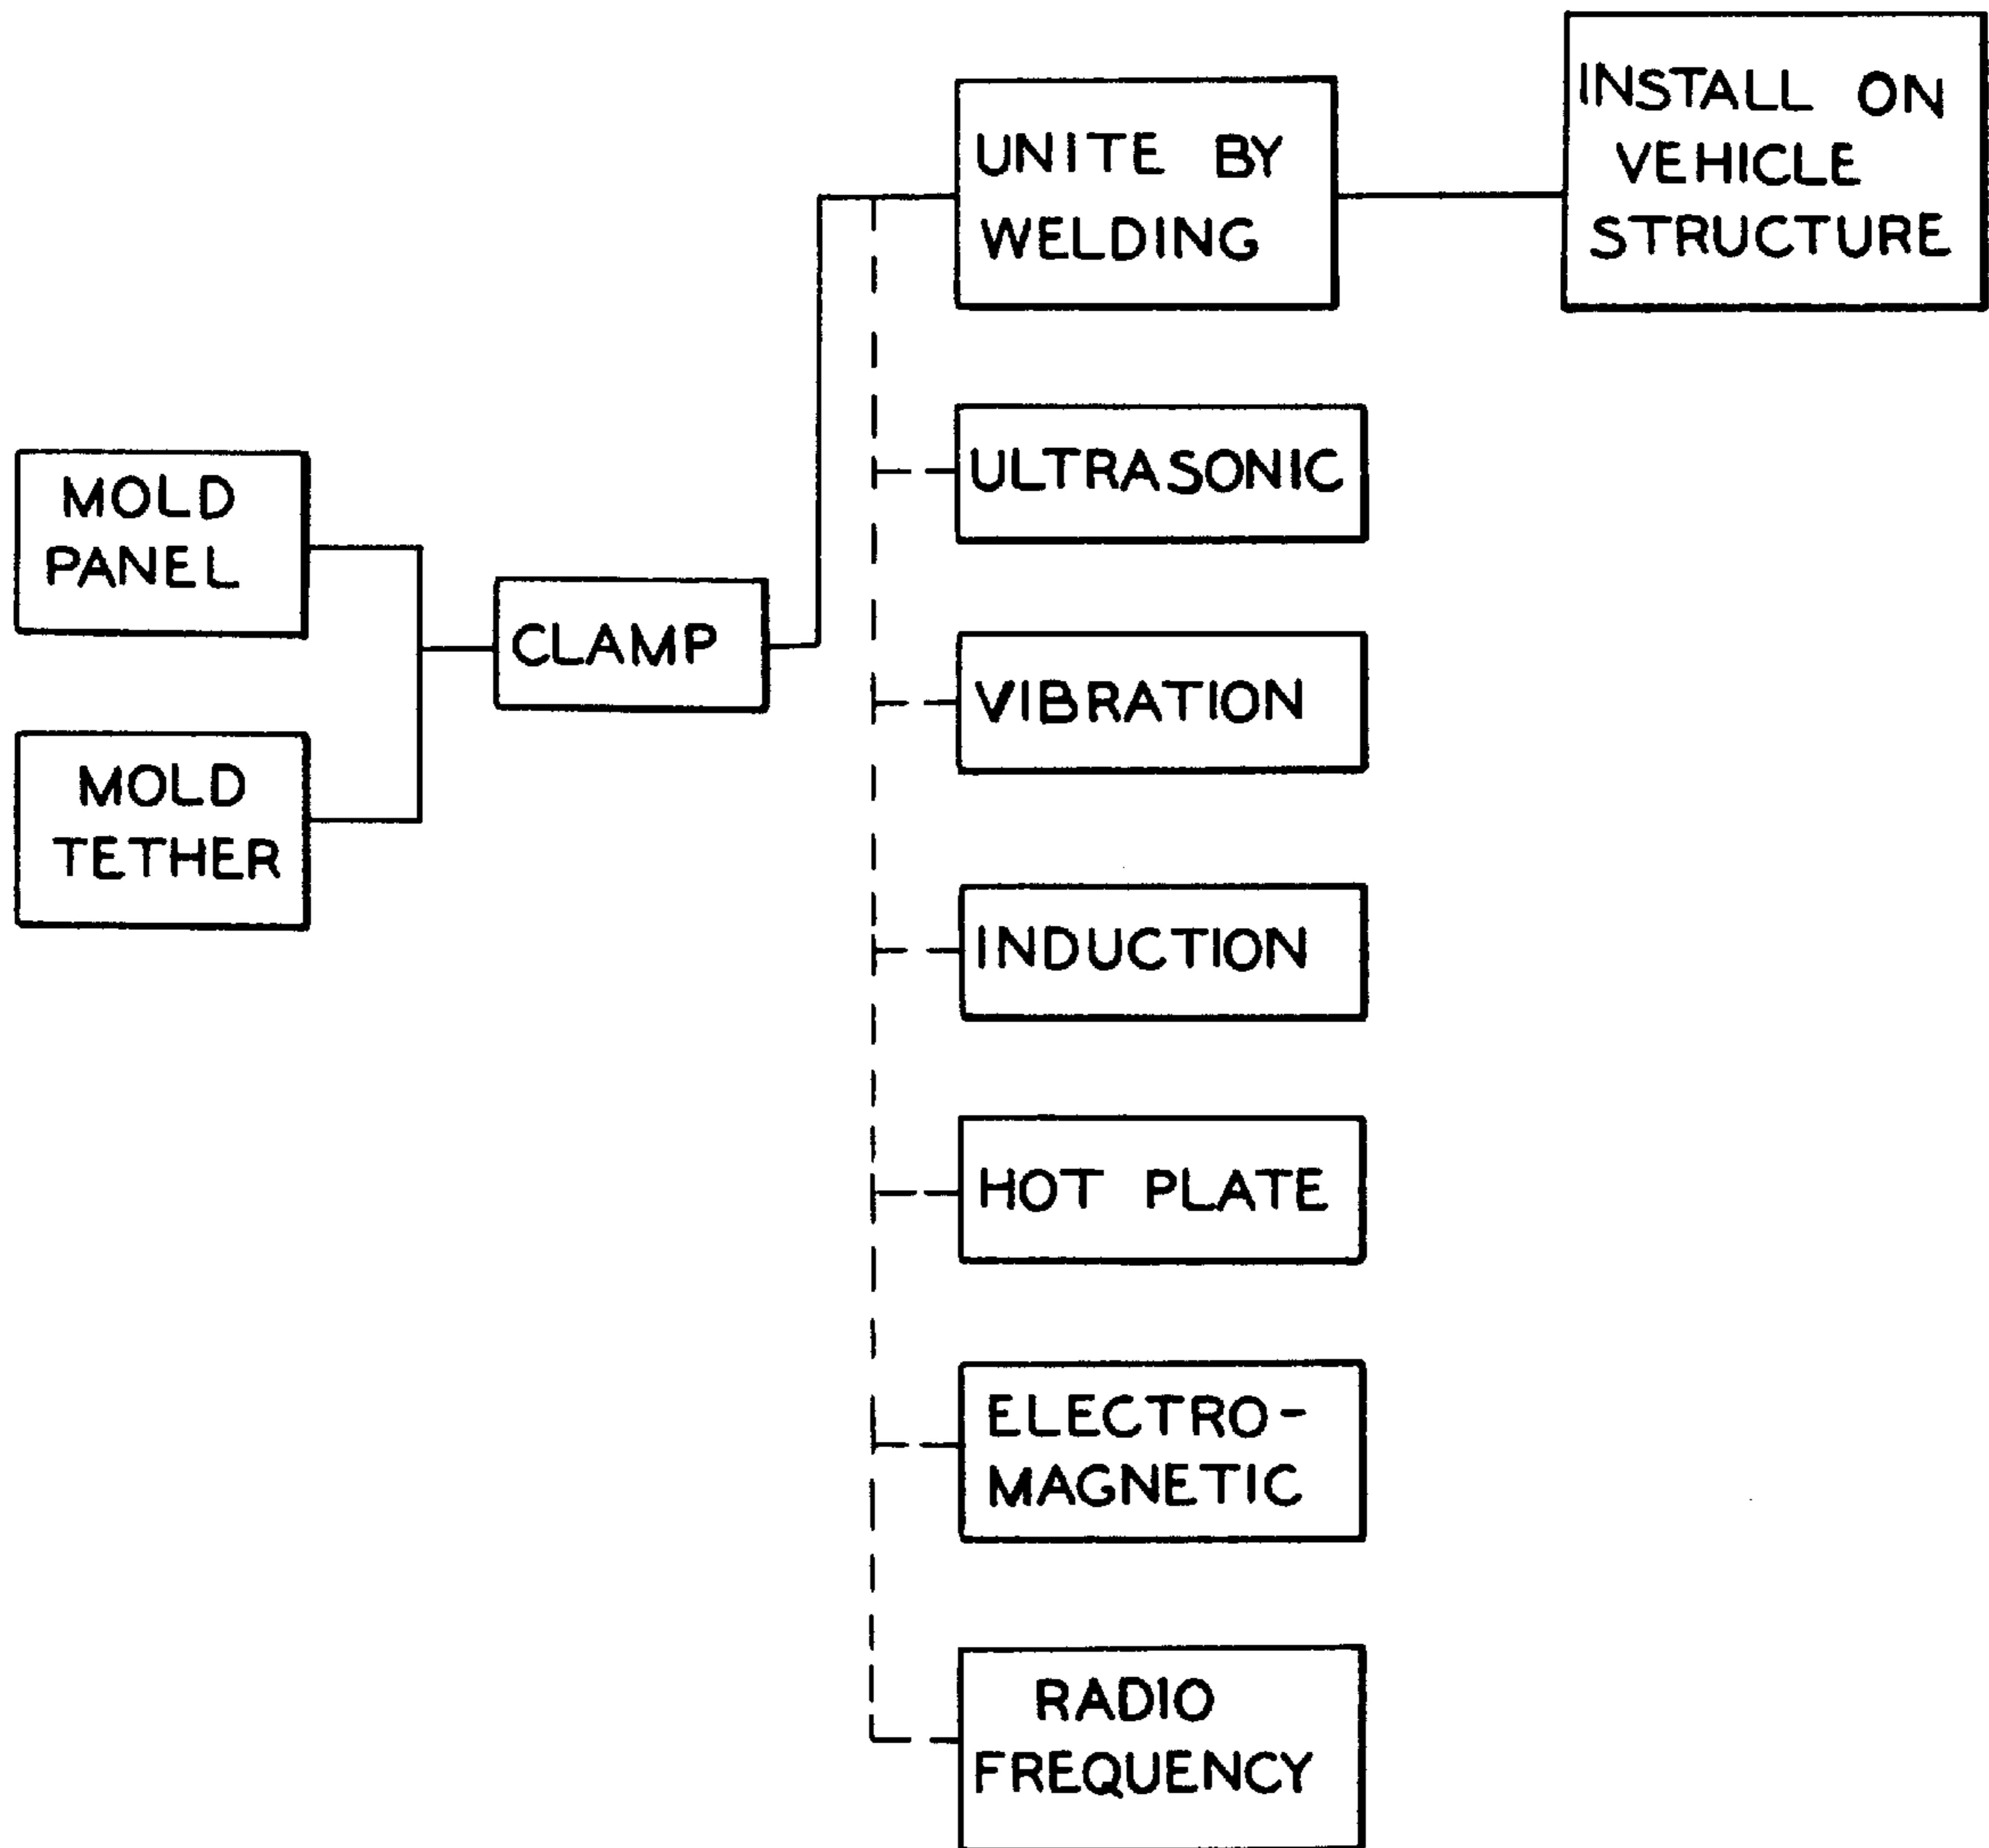 MOLD
PANEL
MOLD
TETHER
CLAMP
UNITE BY
WELDING
INSTALL ON
VEHICLE
STRUCTURE
ULTRASONIC
VIBRATION
INDUCTION
HOT PLATE
ELECTRO-
MAGNETIC
RADIO
FREQUENCY